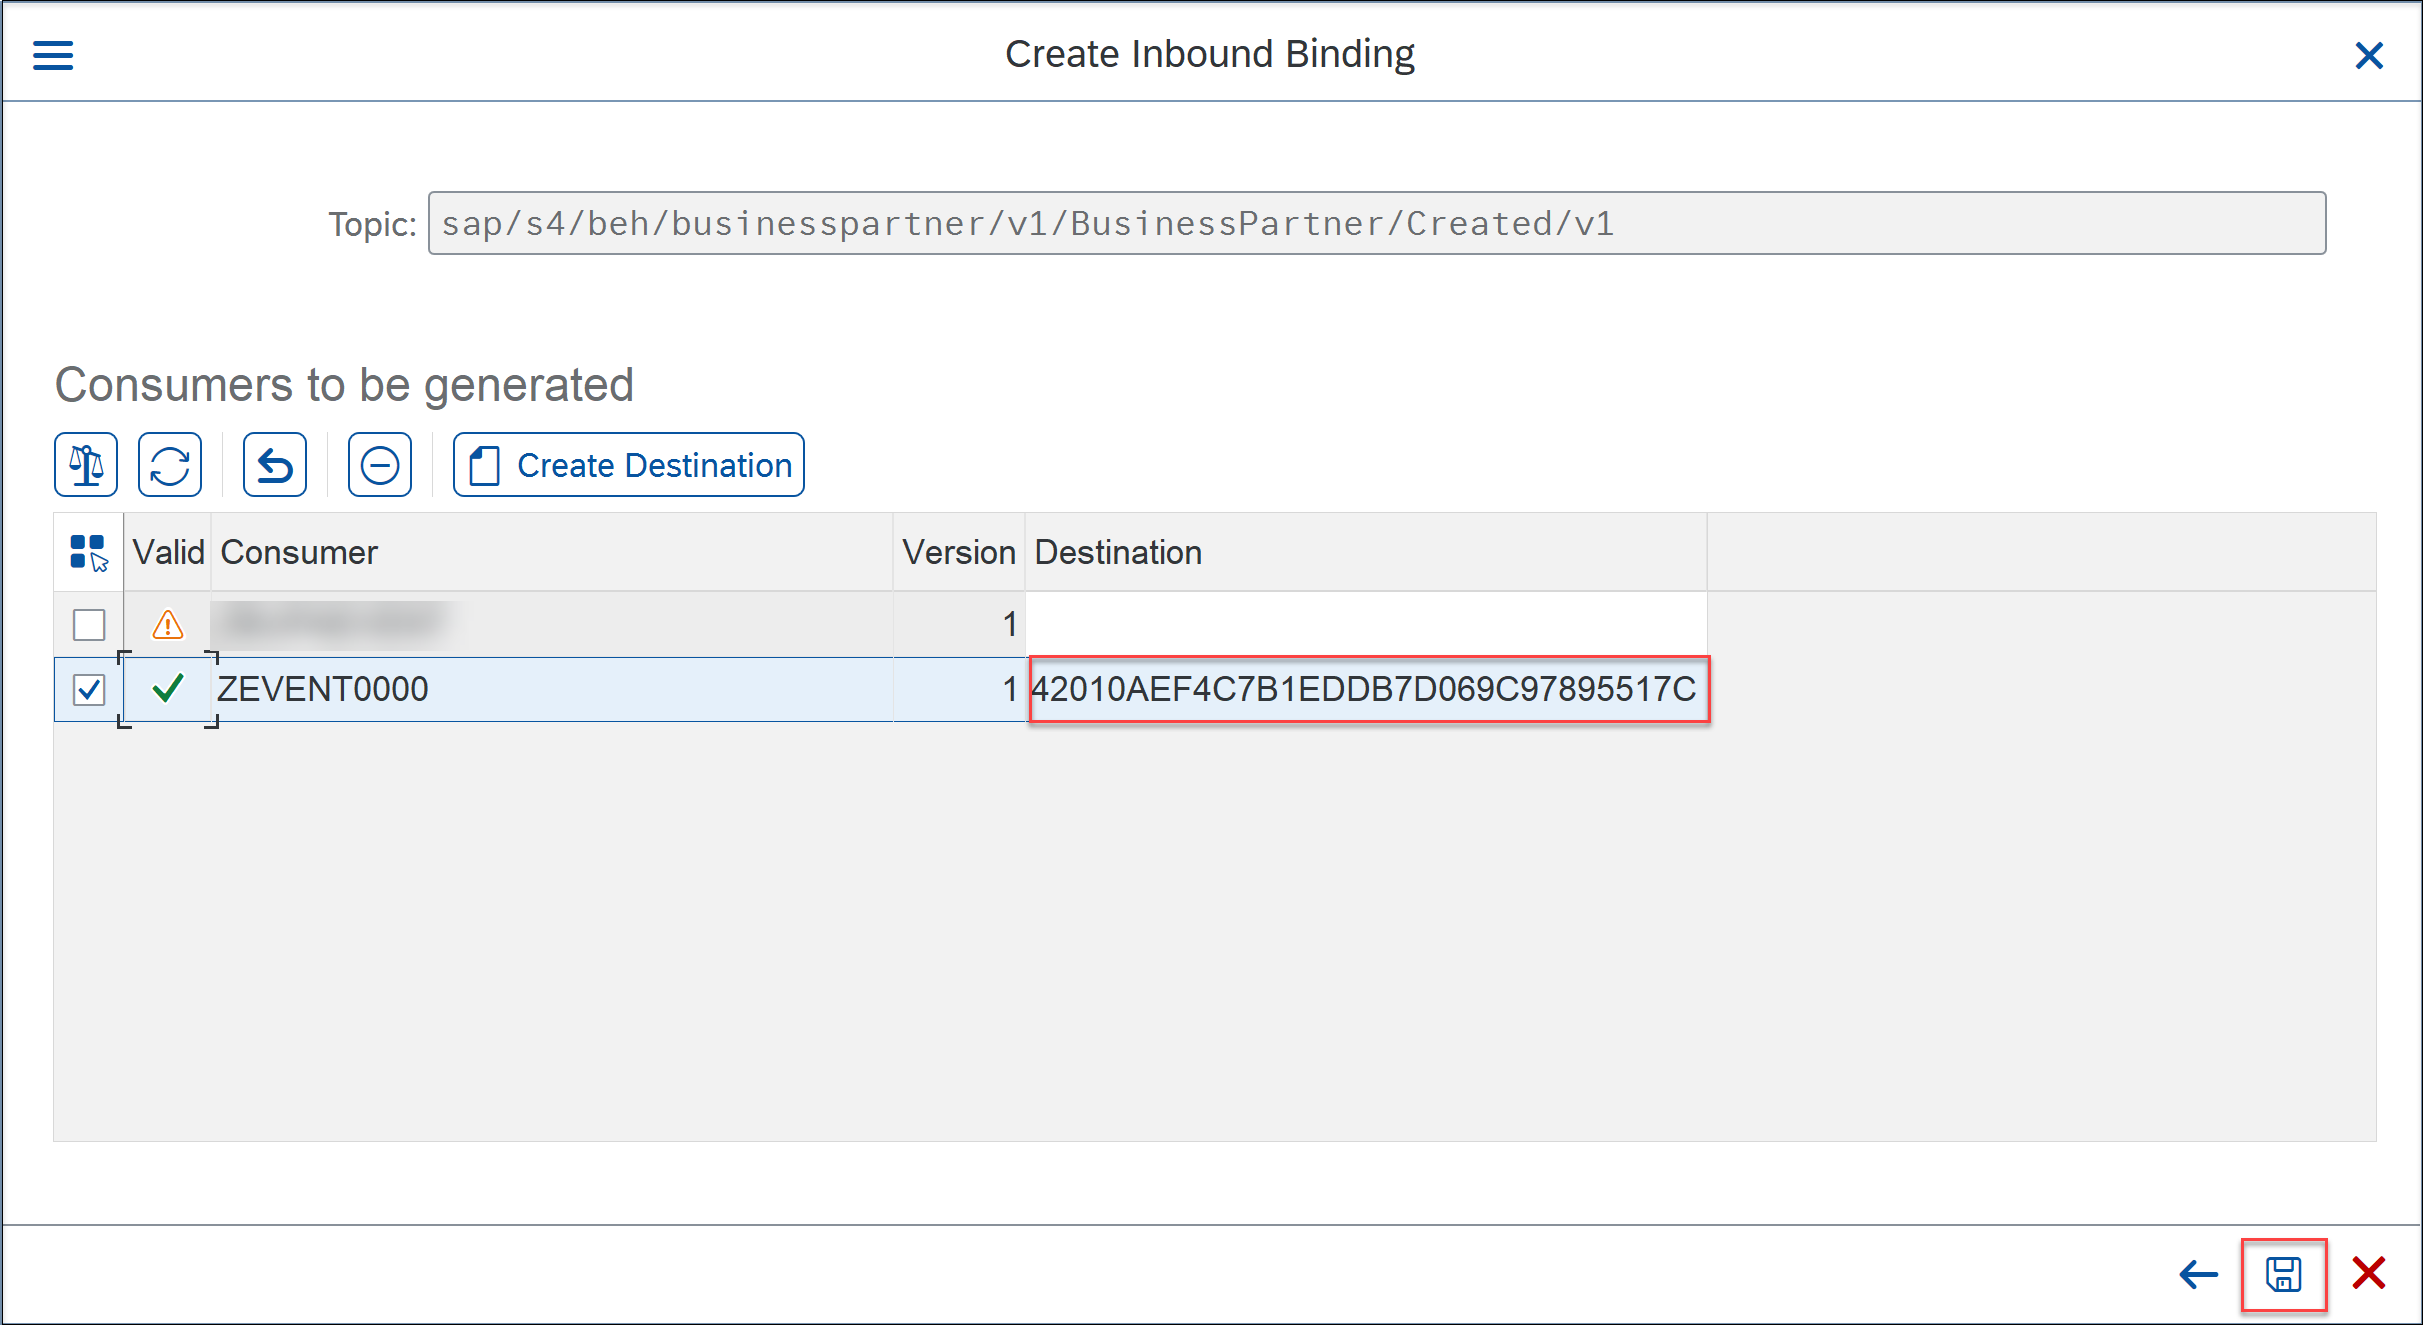 Create Inbound Binding
Topic: sap/s4/beh/businesspartner/v1/BusinessPartner/Created/v1
Consumers to be generated
Create Destination
Valid Consumer Version Destination
1
ZEVENT0000 1 42010AEF4C7B1EDDB7D069C97895517C